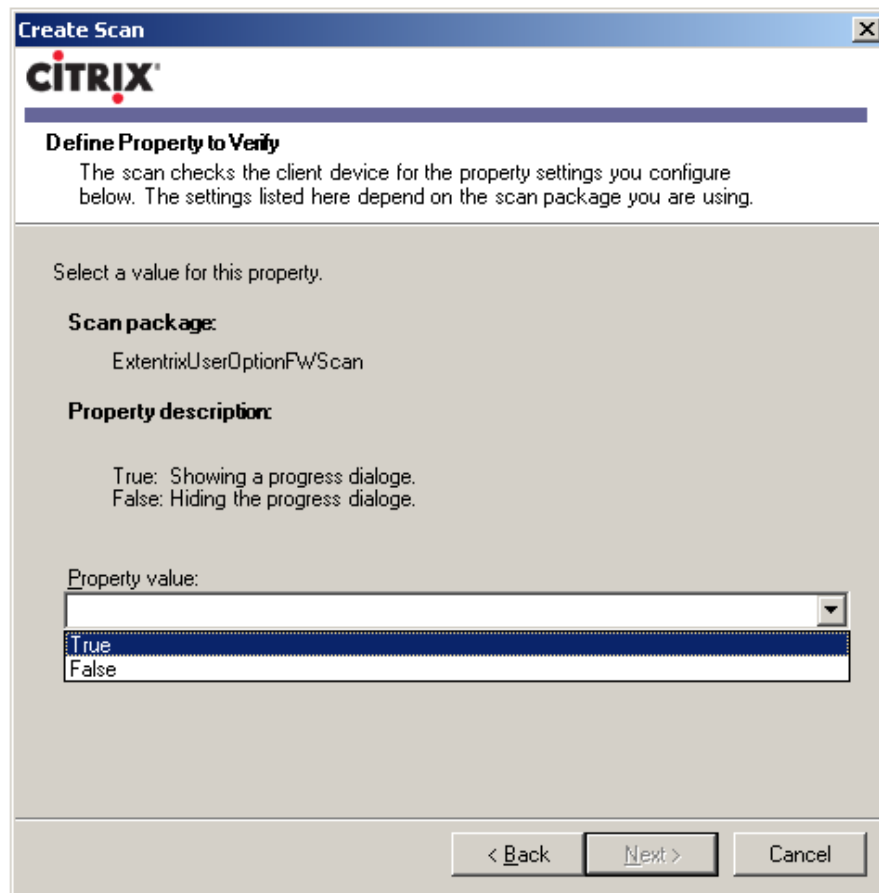 Create Scan
CITRIX
Define Property to Verify
The scan checks the client device for the property settings you configure
below. The settings listed here depend on the scan package you are using.
Select a value for this property.
Scan package:
ExtentrixUserOptionFWScan
Property description:
True: Showing a progress dialoge.
False: Hiding the progress dialoge.
Property value:
True
False
< Back Next > Cancel